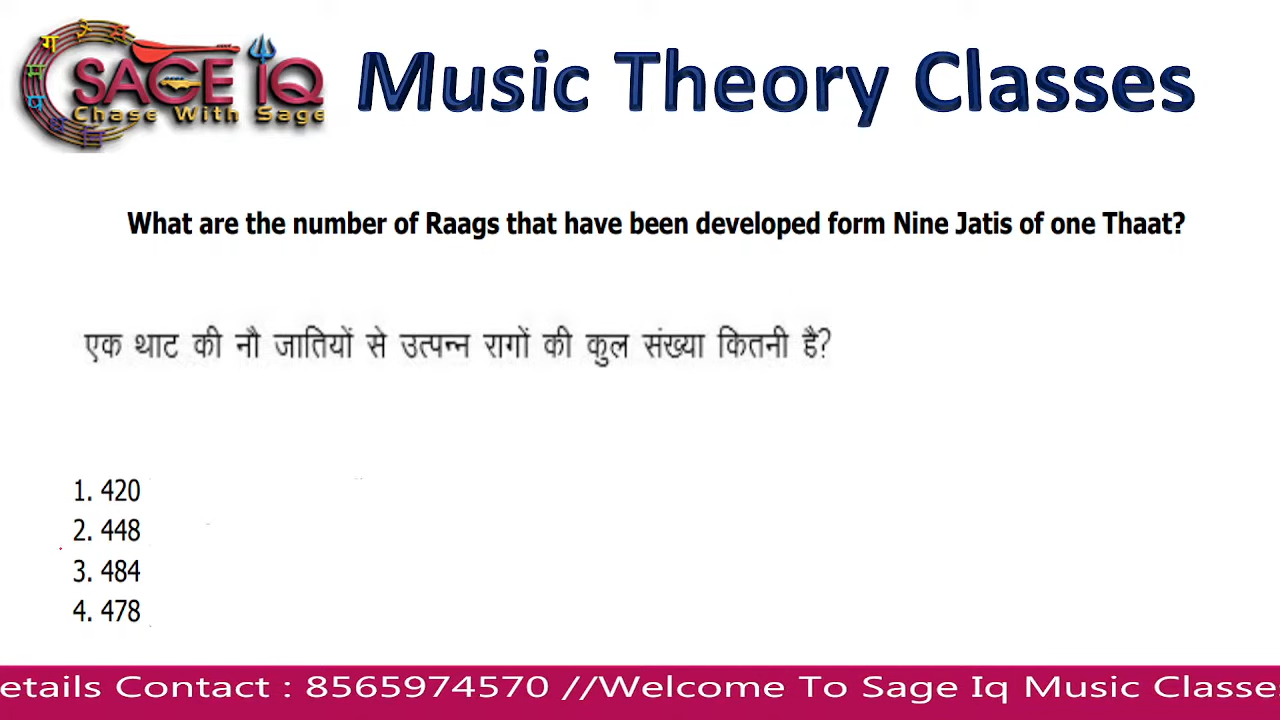 SAGE IQ
Chase With Sage
Music Theory Classes
What are the number of Raags that have been developed form Nine Jatis of one Thaat?
एक थाट की नौ जातियों से उत्पन्न रागों की कुल संख्या कितनी है?
1. 420
2. 448
3. 484
4. 478
etails Contact : 8565974570 //Welcome To Sage Iq Music Classe